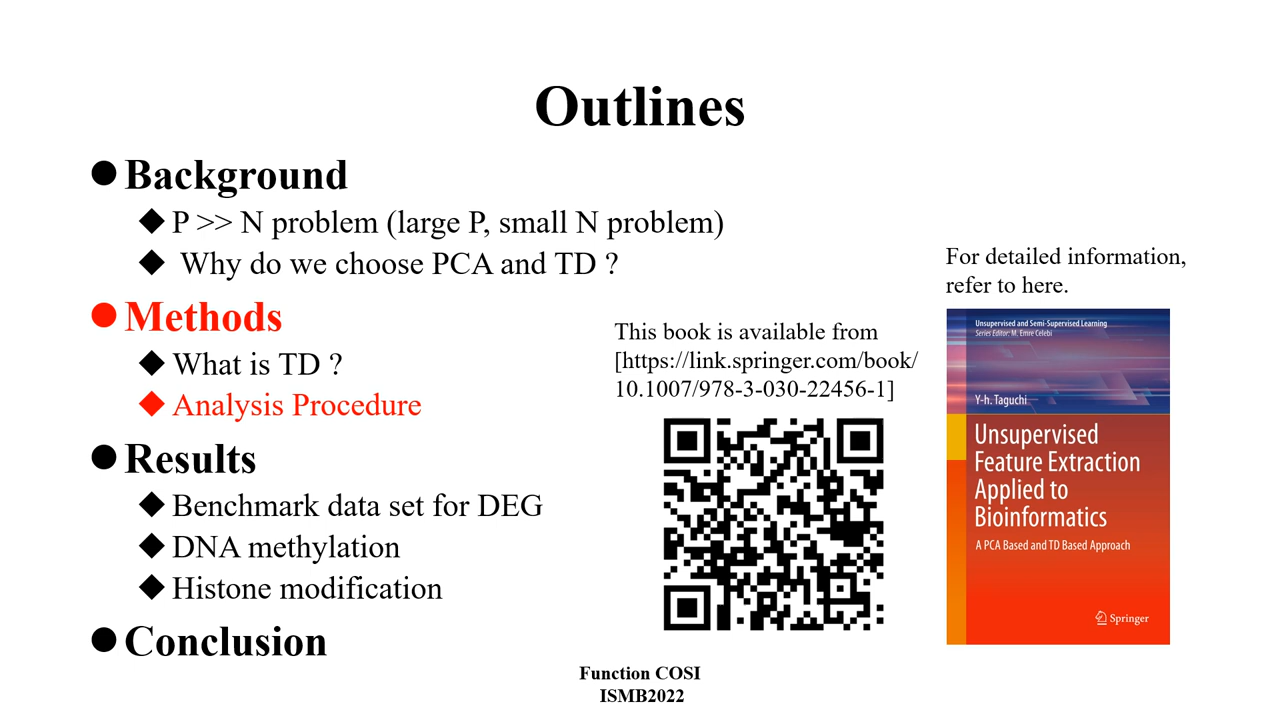 Outlines
Background
P >> N problem (large P, small N problem)
Why do we choose PCA and TD ?
Methods
What is TD ?
Analysis Procedure
Results
Benchmark data set for DEG
DNA methylation
Histone modification
Conclusion
This book is available from
[https://link.springer.com/book/
10.1007/978-3-030-22456-1]
For detailed information,
refer to here.
Unsupervised and Semi-Supervised Learning
Series Editor: M. Emre Celebi
Y-h. Taguchi
Unsupervised
Feature Extraction
Applied to
Bioinformatics
A PCA Based and TD Based Approach
Springer
Function COSI
ISMB2022